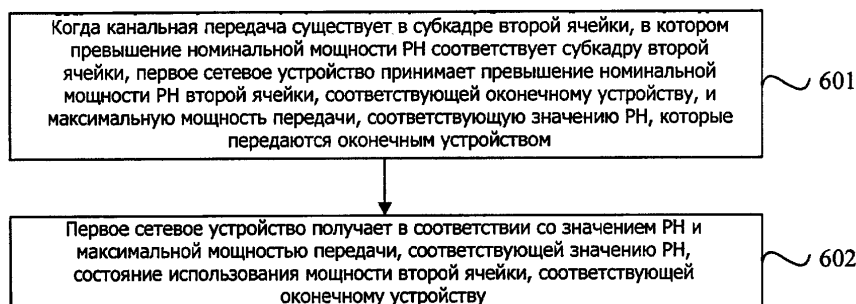 Когда канальная передача существует в субкадре второй ячейки, в котором
превышение номинальной мощности PH соответствует субкадру второй
ячейки, первое сетевое устройство принимает превышение номинальной
мощности PH второй ячейки, соответствующей оконечному устройству, и
максимальную мощность передачи, соответствующую значению PH, которые
передаются оконечным устройством
601
Первое сетевое устройство получает в соответствии со значением PH и
максимальной мощностью передачи, соответствующей значению PH,
состояние использования мощности второй ячейки, соответствующей
оконечному устройству
602